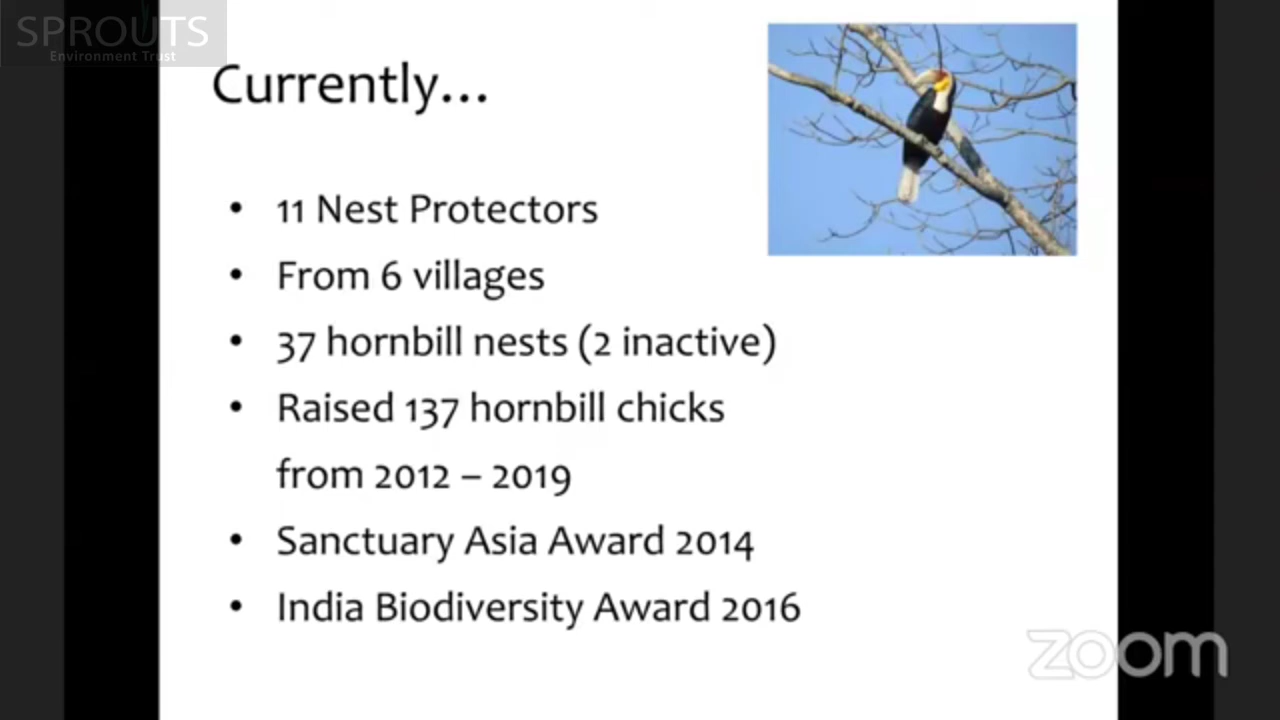 SPROUTS
Environment Trust
Currently...
• 11 Nest Protectors
• From 6 villages
• 37 hornbill nests (2 inactive)
• Raised 137 hornbill chicks
from 2012 – 2019
• Sanctuary Asia Award 2014
• India Biodiversity Award 2016
zoom